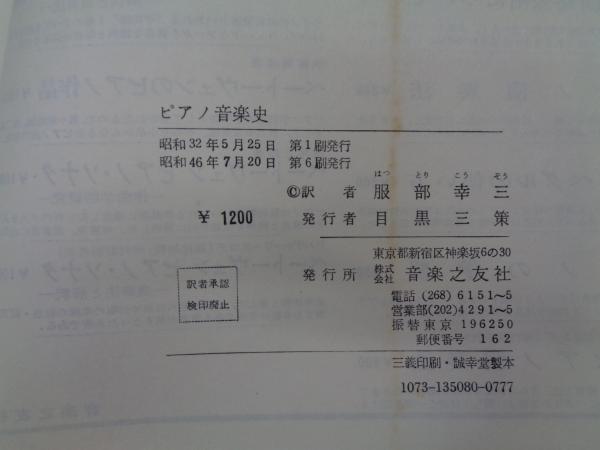 ピアノ音楽史
昭和32年5月25日 第1刷発行
昭和46年7月20日 第6刷発行
はっ とり こう ぞう
©訳者 服部幸三
¥1200 発行者 目黒三策
東京都新宿区神楽坂6の30
発行所 株式会社 音楽之友社
訳者承認
検印廃止
電話 (268) 6151〜5
営業部(202)4291〜5
振替東京 196250
郵便番号 162
三義印刷・誠幸堂製本
1073-135080-0777